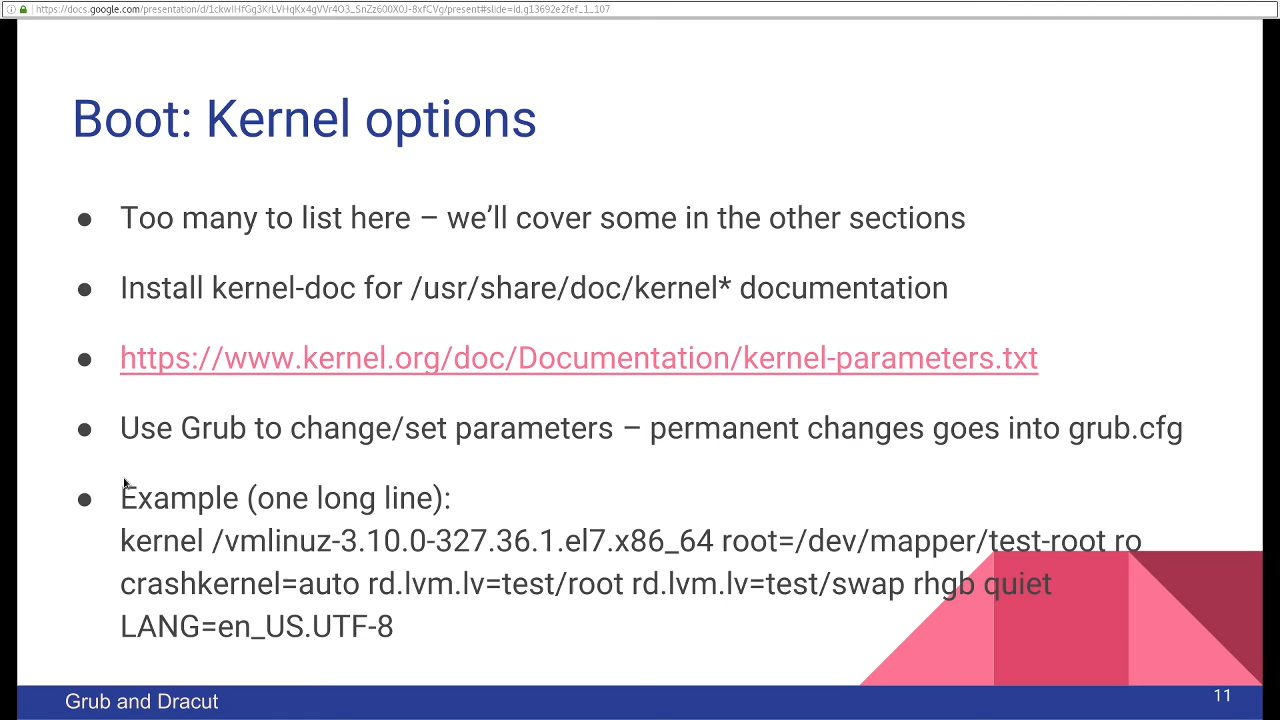 https://docs.google.com/presentation/d/1ckwIHfGg3KrLVHqKx4gVVr4O3_SnZz600X0J-8xfCVg/present#slide=id.g13692e2fef_1_107
Boot: Kernel options
● Too many to list here – we’ll cover some in the other sections
● Install kernel-doc for /usr/share/doc/kernel* documentation
● https://www.kernel.org/doc/Documentation/kernel-parameters.txt
● Use Grub to change/set parameters – permanent changes goes into grub.cfg
● Example (one long line):
kernel /vmlinuz-3.10.0-327.36.1.el7.x86_64 root=/dev/mapper/test-root ro
crashkernel=auto rd.lvm.lv=test/root rd.lvm.lv=test/swap rhgb quiet
LANG=en_US.UTF-8
Grub and Dracut
11